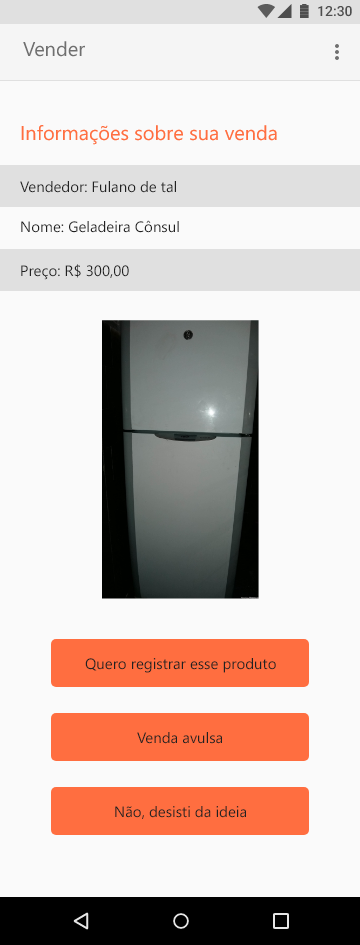 12:30
Vender
Informações sobre sua venda
Vendedor: Fulano de tal
Nome: Geladeira Cônsul
Preço: R$ 300,00
Quero registrar esse produto
Venda avulsa
Não, desisti da ideia